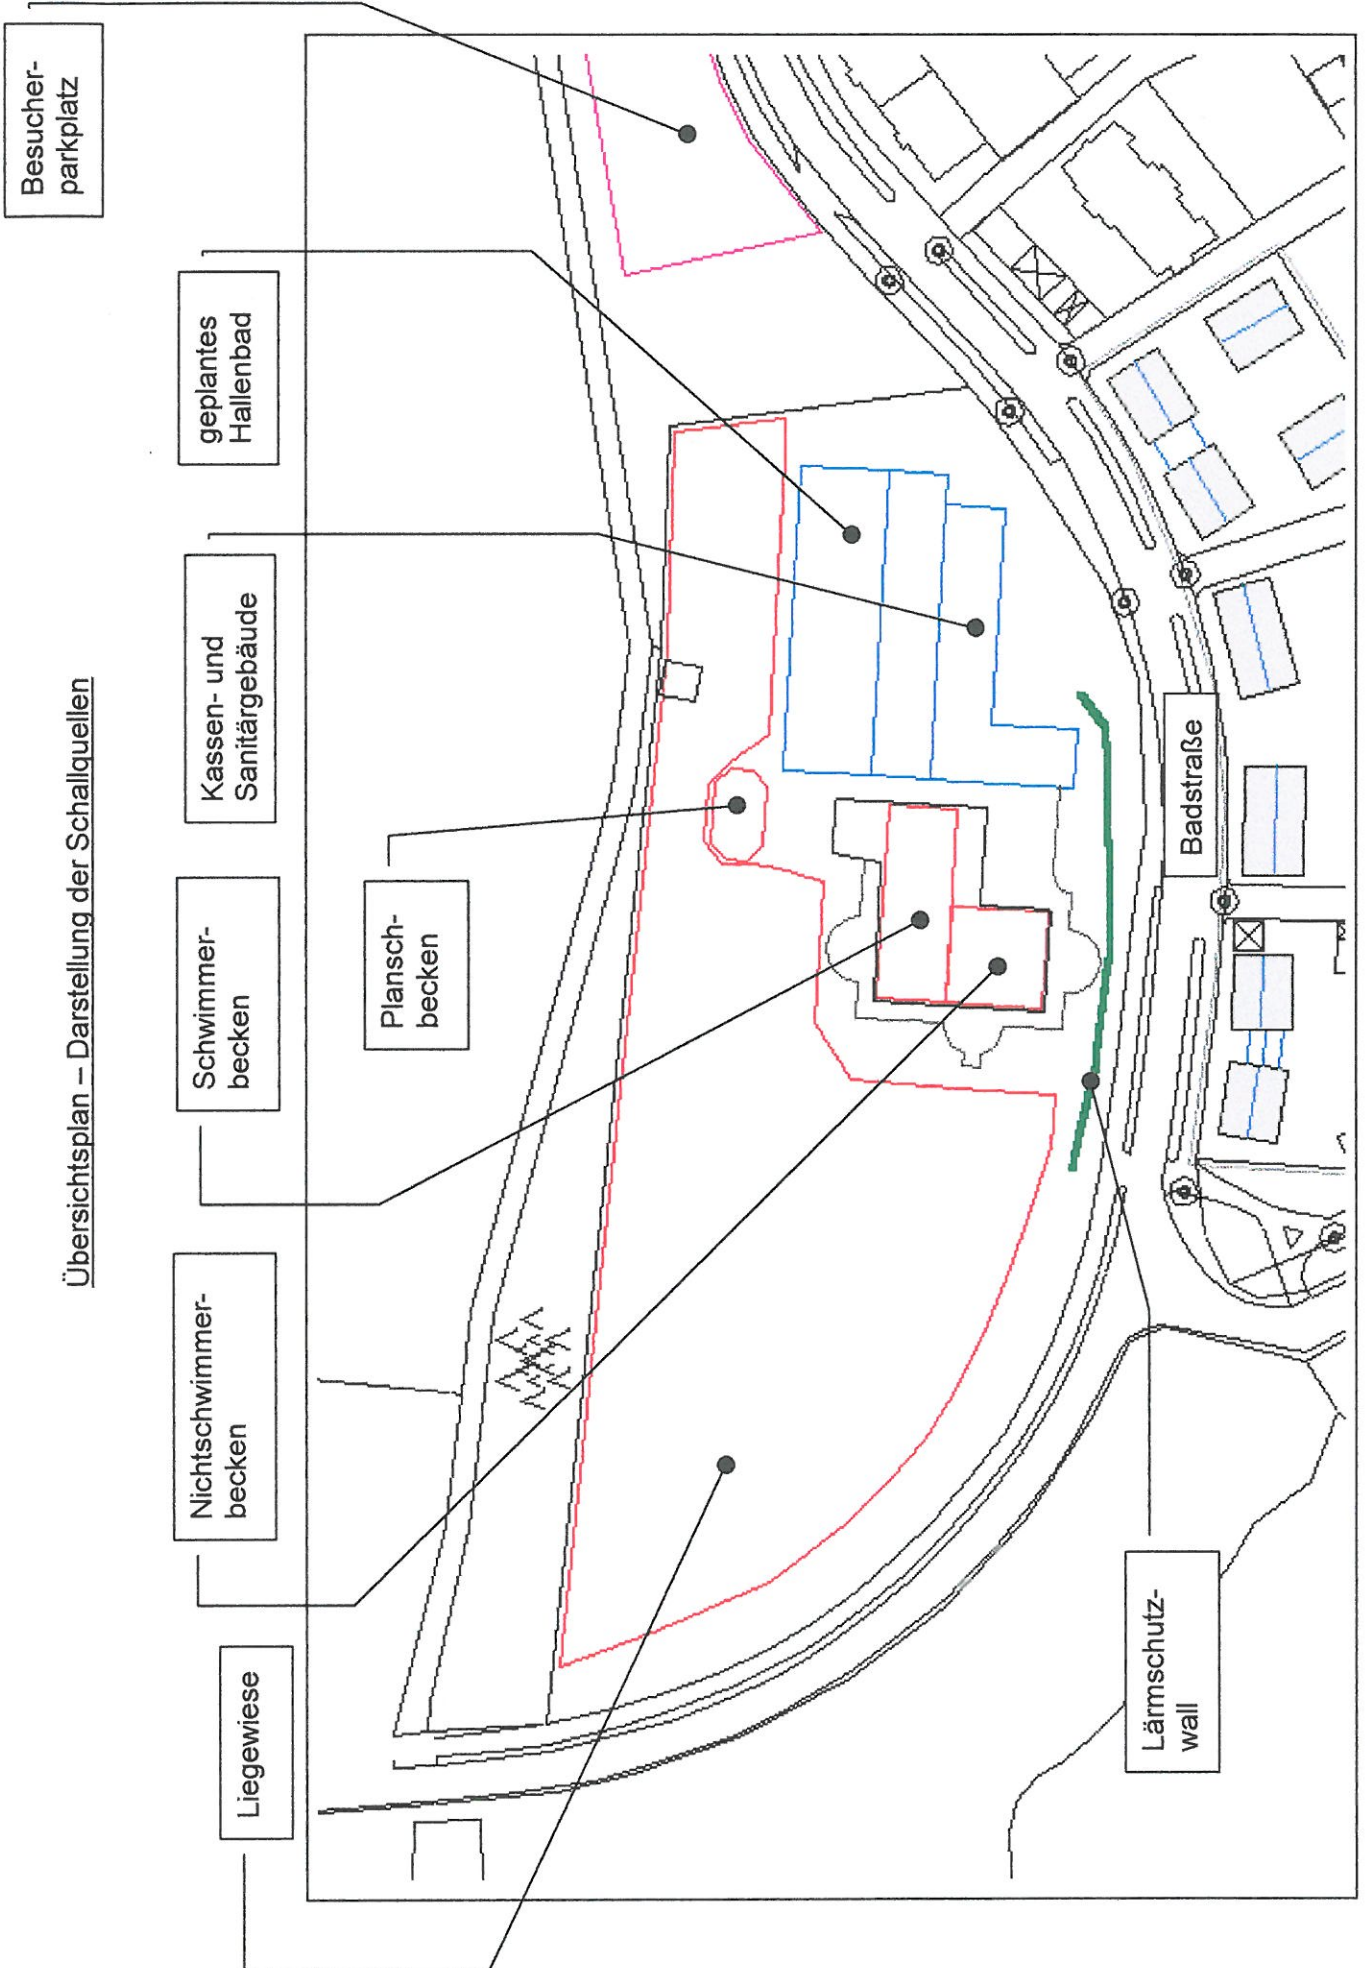 Übersichtsplan – Darstellung der Schallquellen
Liegewiese
Nichtschwimmer-
becken
Schwimmer-
becken
Plansch-
becken
Kassen- und
Sanitärgebäude
geplantes
Hallenbad
Besucher-
parkplatz
Lärmschutz-
wall
Badstraße